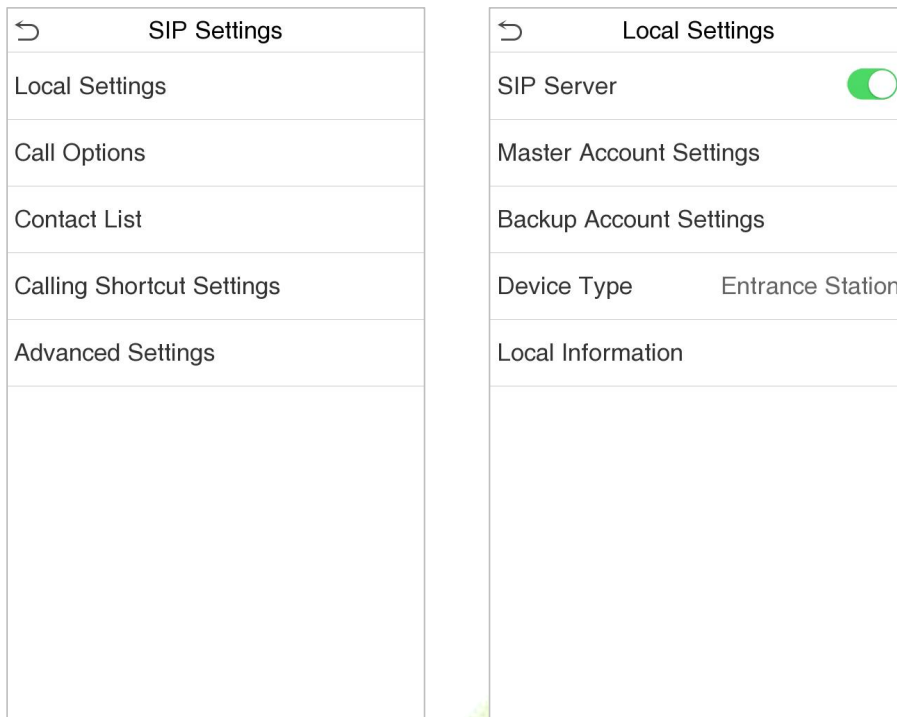 SIP Settings
Local Settings
Call Options
Contact List
Calling Shortcut Settings
Advanced Settings
Local Settings
SIP Server
Master Account Settings
Backup Account Settings
Device Type Entrance Station
Local Information